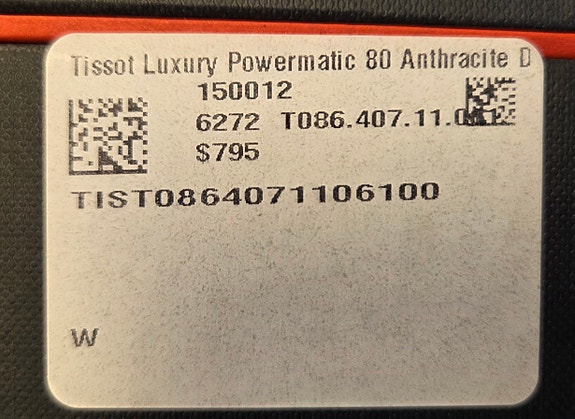 Tissot Luxury Powermatic 80 Anthracite D
150012
6272 T086.407.11.0
$795
TIST0864071106100
W